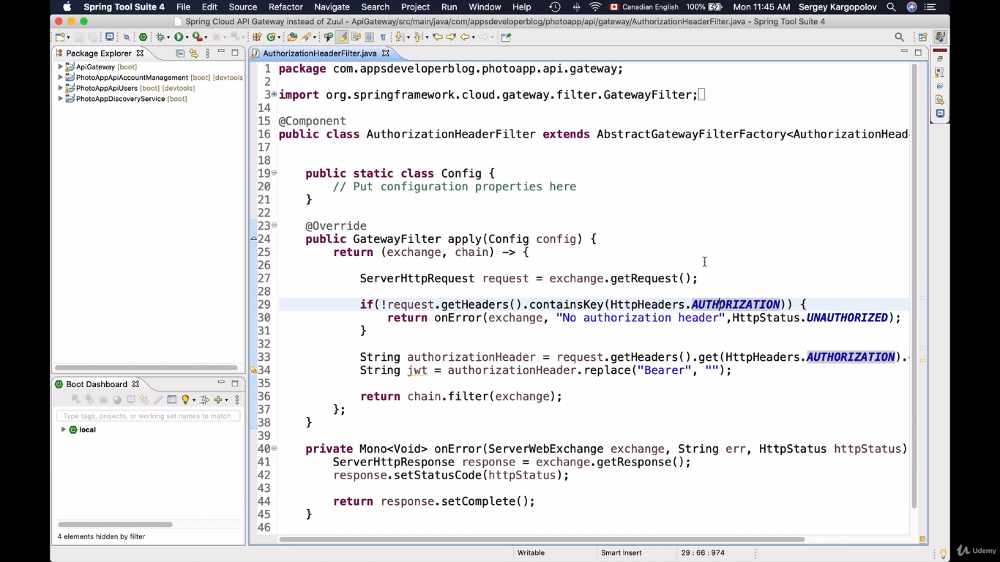 Spring Tool Suite 4 File Edit Source Refactor Navigate Search Project Run Window Help Canadian English 100% Mon 11:45 AM Sergey Kargopolov
Spring Cloud API Gateway instead of Zuul - ApiGateway/src/main/java/com/appsdeveloperblog/photoapp/api/gateway/AuthorizationHeaderFilter.java - Spring Tool Suite 4
Package Explorer
ApiGateway [boot]
PhotoAppApiAccountManagement [boot] [devtools
PhotoAppApiUsers [boot] [devtools]
PhotoAppDiscoveryService [boot]
Boot Dashboard
Type tags, projects, or working set names to match
local
4 elements hidden by filter
AuthorizationHeaderFilter.java
1 package com.appsdeveloperblog.photoapp.api.gateway;
2
3 import org.springframework.cloud.gateway.filter.GatewayFilter;
14
15 @Component
16 public class AuthorizationHeaderFilter extends AbstractGatewayFilterFactory<AuthorizationHeade
17
18
19 public static class Config {
20 // Put configuration properties here
21 }
22
23 @Override
24 public GatewayFilter apply(Config config) {
25 return (exchange, chain) -> {
26
27 ServerHttpRequest request = exchange.getRequest();
28
29 if(!request.getHeaders().containsKey(HttpHeaders.AUTHORIZATION)) {
30 return onError(exchange, "No authorization header",HttpStatus.UNAUTHORIZED);
31 }
32
33 String authorizationHeader = request.getHeaders().get(HttpHeaders.AUTHORIZATION).
34 String jwt = authorizationHeader.replace("Bearer", "");
35
36 return chain.filter(exchange);
37 };
38 }
39
40 private Mono<Void> onError(ServerWebExchange exchange, String err, HttpStatus httpStatus)
41 ServerHttpResponse response = exchange.getResponse();
42 response.setStatusCode(httpStatus);
43
44 return response.setComplete();
45 }
46
Writable Smart Insert 29 : 66 : 974
Udemy